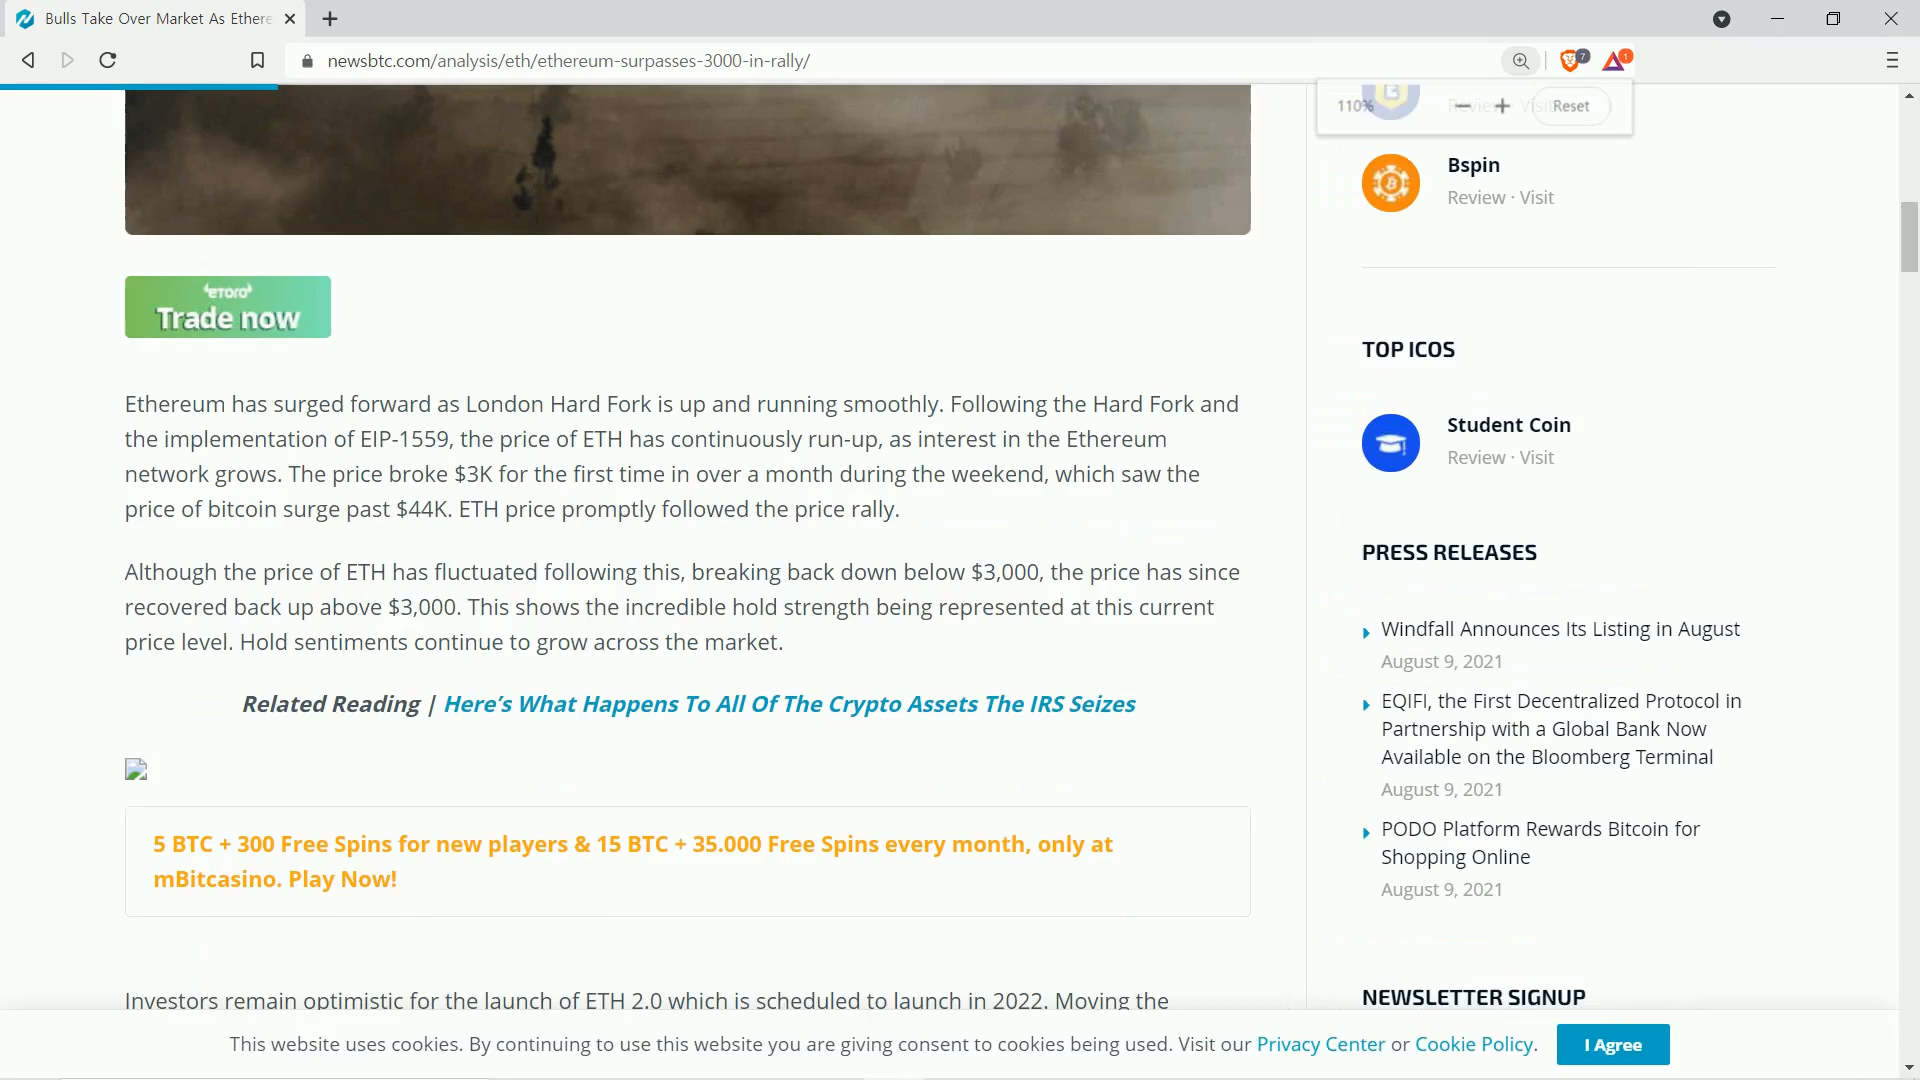 Bulls Take Over Market As Ethere
newsbtc.com/analysis/eth/ethereum-surpasses-3000-in-rally/
7
1
110%
Reset
Review · Visit
Bspin
Review · Visit
eToro
Trade now
Ethereum has surged forward as London Hard Fork is up and running smoothly. Following the Hard Fork and
the implementation of EIP-1559, the price of ETH has continuously run-up, as interest in the Ethereum
network grows. The price broke $3K for the first time in over a month during the weekend, which saw the
price of bitcoin surge past $44K. ETH price promptly followed the price rally.
Although the price of ETH has fluctuated following this, breaking back down below $3,000, the price has since
recovered back up above $3,000. This shows the incredible hold strength being represented at this current
price level. Hold sentiments continue to grow across the market.
Related Reading | Here’s What Happens To All Of The Crypto Assets The IRS Seizes
5 BTC + 300 Free Spins for new players & 15 BTC + 35.000 Free Spins every month, only at
mBitcasino. Play Now!
Investors remain optimistic for the launch of ETH 2.0 which is scheduled to launch in 2022. Moving the
TOP ICOS
Student Coin
Review · Visit
PRESS RELEASES
Windfall Announces Its Listing in August
August 9, 2021
EQIFI, the First Decentralized Protocol in
Partnership with a Global Bank Now
Available on the Bloomberg Terminal
August 9, 2021
PODO Platform Rewards Bitcoin for
Shopping Online
August 9, 2021
NEWSLETTER SIGNUP
This website uses cookies. By continuing to use this website you are giving consent to cookies being used. Visit our Privacy Center or Cookie Policy.
I Agree